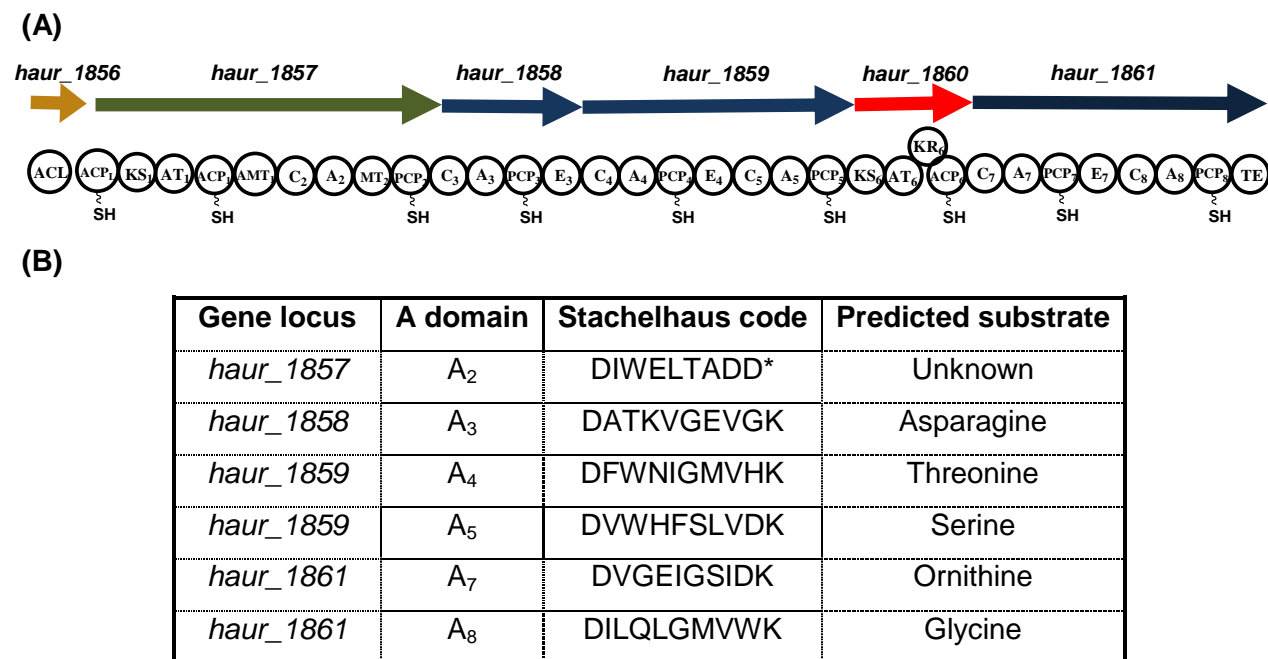 (A)
haur_1856 haur_1857 haur_1858 haur_1859 haur_1860 haur_1861
KR6
ACL ACPL KS1 AT1 ACP1 AMT1 C2 A2 MT2 PCP2 C3 A3 PCP3 E3 C4 A4 PCP4 E4 C5 A5 PCP5 KS6 AT6 ACP6 C7 A7 PCP7 E7 C8 A8 PCP8 TE
SH SH SH SH SH SH SH SH
(B)
Gene locus A domain Stachelhaus code Predicted substrate
haur_1857 A2 DIWELTADD* Unknown
haur_1858 A3 DATKVGEVGK Asparagine
haur_1859 A4 DFWNIGMVHK Threonine
haur_1859 A5 DVWHFSLVDK Serine
haur_1861 A7 DVGEIGSIDK Ornithine
haur_1861 A8 DILQLGMVWK Glycine